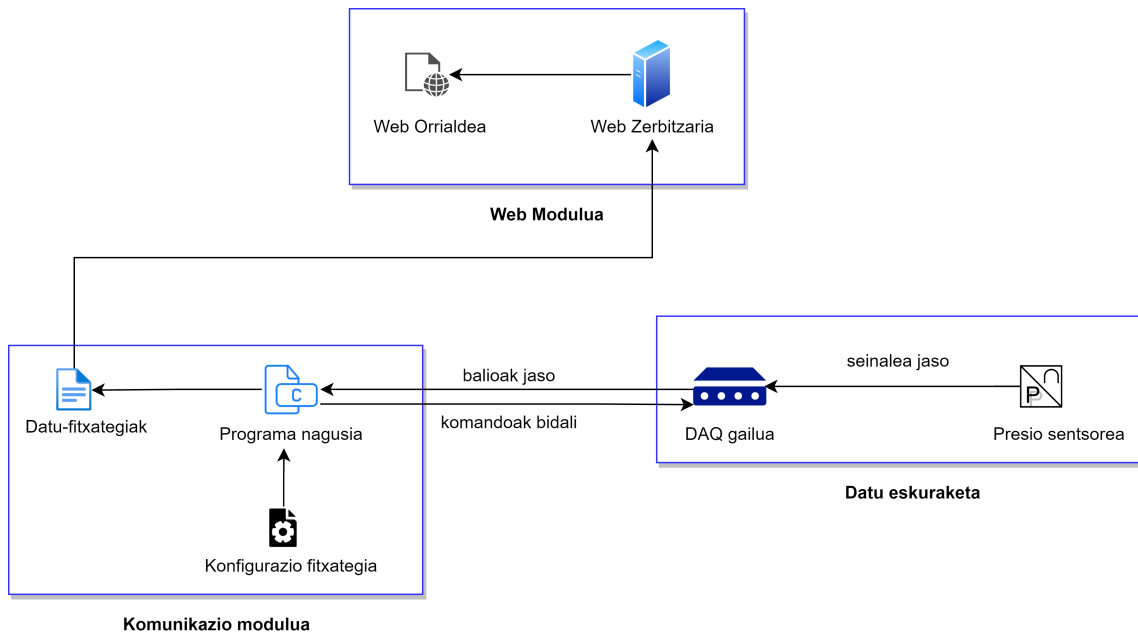 Web Orrialdea
Web Zerbitzaria
Web Modulua
seinalea jaso
balioak jaso
C
P
komandoak bidali
Datu-fitxategiak
Programa nagusia
DAQ gailua
Presio sentsorea
Datu eskuraketa
Konfigurazio fitxategia
Komunikazio modulua